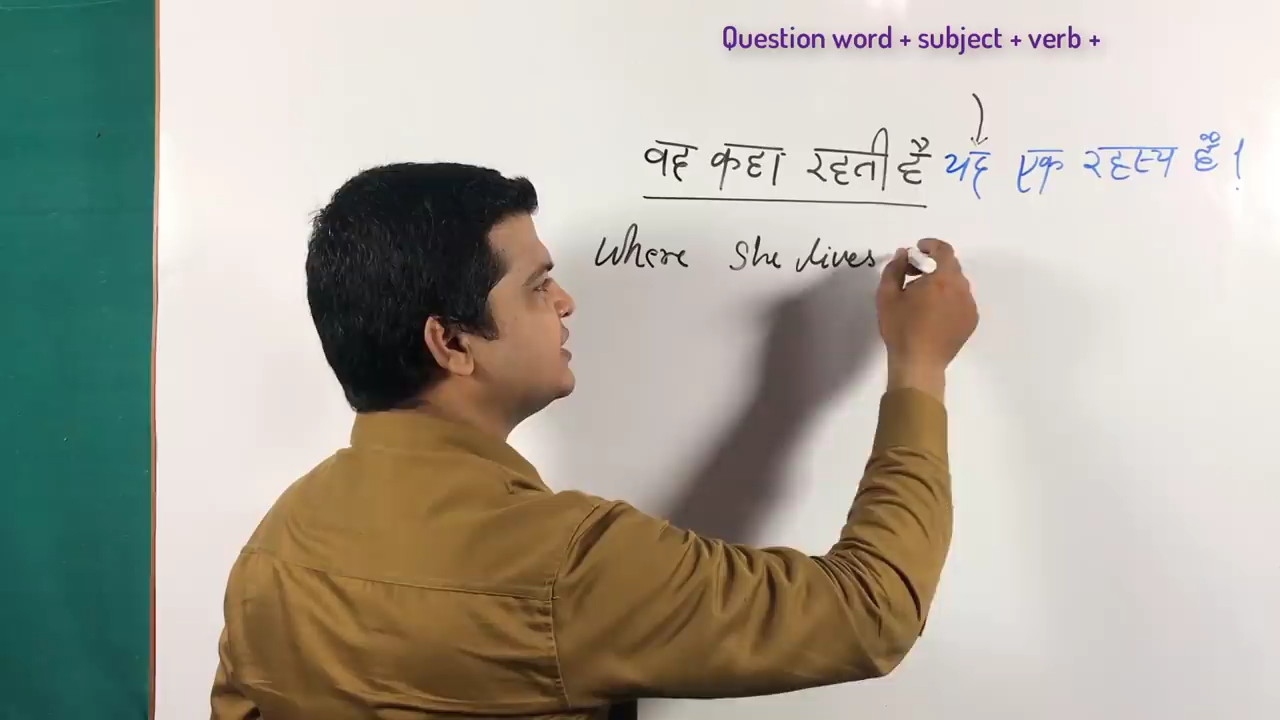 Question word + subject + verb +
वह कहा रहती है यह एक रहस्य है !
Where She lives